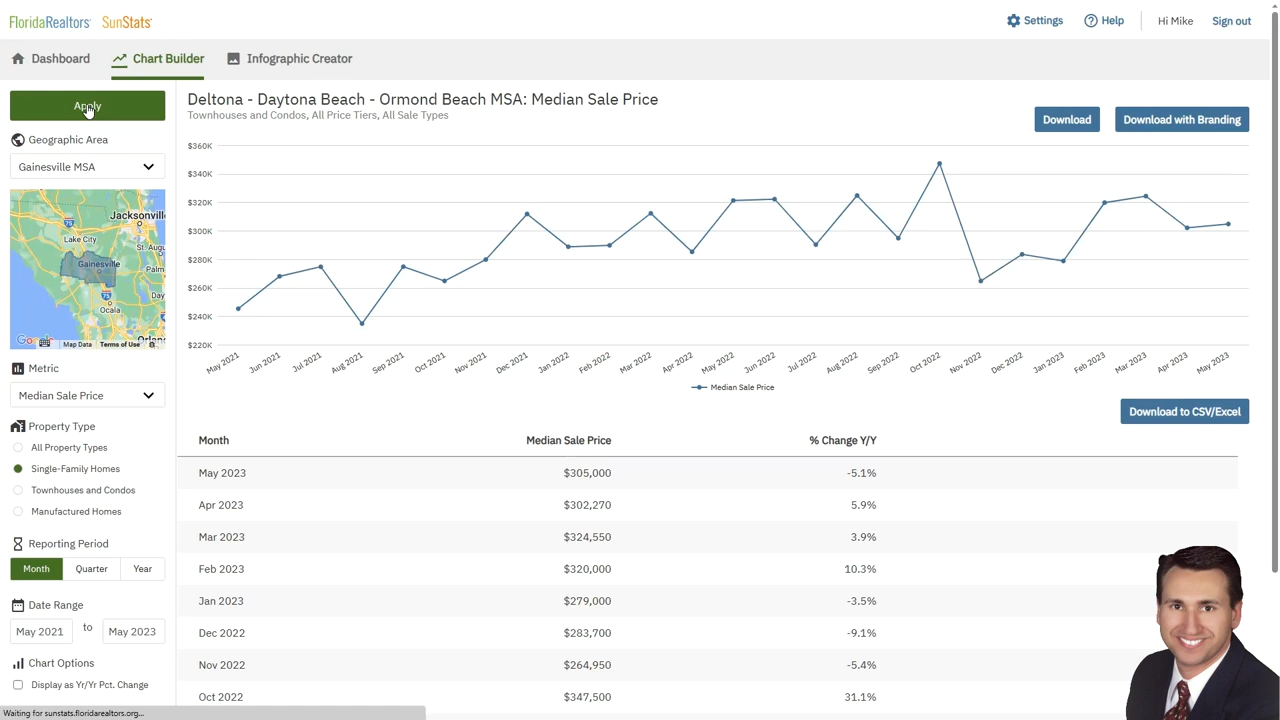 FloridaRealtors® SunStats®
Settings
Help
Hi Mike
Sign out
Dashboard
Chart Builder
Infographic Creator
Apply
Geographic Area
Gainesville MSA
Jacksonvill
Lake City
St. Augu
Gainesville
Palm
Day
Ocala
Orlan
75
75
Google
Map Data
Terms of Use
Metric
Median Sale Price
Property Type
All Property Types
Single-Family Homes
Townhouses and Condos
Manufactured Homes
Reporting Period
Month Quarter Year
Date Range
May 2021 to May 2023
Chart Options
Display as Yr/Yr Pct. Change
Waiting for sunstats.floridarealtors.org...
Deltona - Daytona Beach - Ormond Beach MSA: Median Sale Price
Townhouses and Condos, All Price Tiers, All Sale Types
Download
Download with Branding
$360K
$340K
$320K
$300K
$280K
$260K
$240K
$220K
May 2021 Jun 2021 Jul 2021 Aug 2021 Sep 2021 Oct 2021 Nov 2021 Dec 2021 Jan 2022 Feb 2022 Mar 2022 Apr 2022 May 2022 Jun 2022 Jul 2022 Aug 2022 Sep 2022 Oct 2022 Nov 2022 Dec 2022 Jan 2023 Feb 2023 Mar 2023 Apr 2023 May 2023
Median Sale Price
Download to CSV/Excel
Month Median Sale Price % Change Y/Y
May 2023 $305,000 -5.1%
Apr 2023 $302,270 5.9%
Mar 2023 $324,550 3.9%
Feb 2023 $320,000 10.3%
Jan 2023 $279,000 -3.5%
Dec 2022 $283,700 -9.1%
Nov 2022 $264,950 -5.4%
Oct 2022 $347,500 31.1%